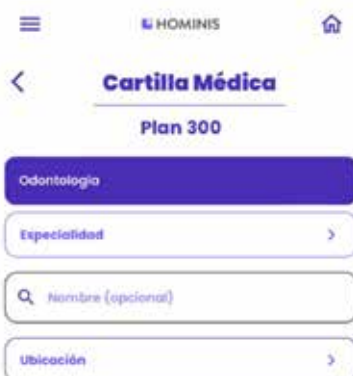 HOMINIS
Cartilla Médica
Plan 300
Odontologia
Especialidad
Nombre (opcional)
Ubicación